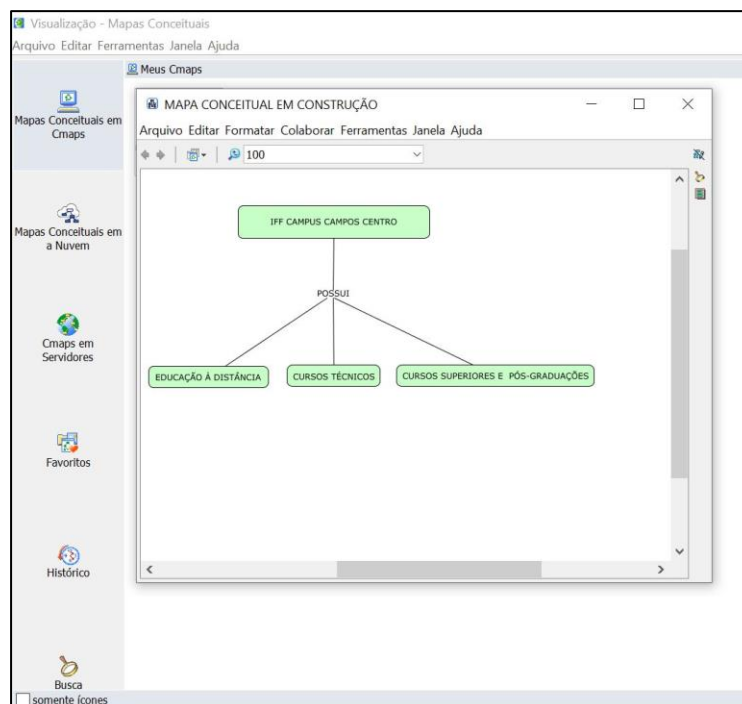 Visualização - Mapas Conceituais
Arquivo Editar Ferramentas Janela Ajuda
Meus Cmaps
Mapas Conceituais em
Cmaps
Mapas Conceituais em
a Nuvem
Cmaps em
Servidores
Favoritos
Histórico
Busca
somente ícones
MAPA CONCEITUAL EM CONSTRUÇÃO
Arquivo Editar Formatar Colaborar Ferramentas Janela Ajuda
100
IFF CAMPUS CAMPOS CENTRO
POSSUI
EDUCAÇÃO À DISTÂNCIA
CURSOS TÉCNICOS
CURSOS SUPERIORES E PÓS-GRADUAÇÕES